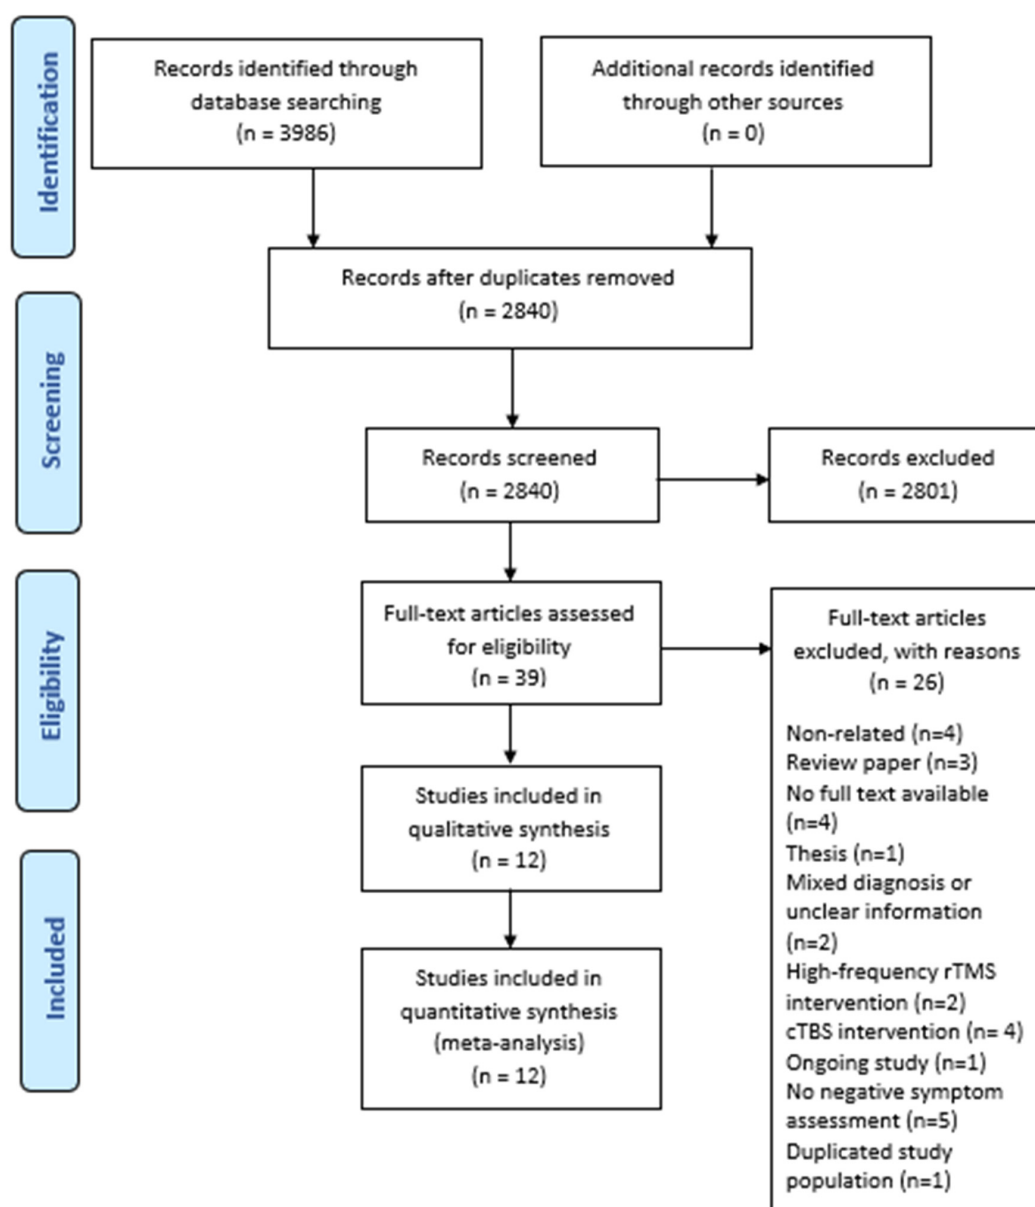 Identification
Records identified through
database searching
(n = 3986)
Additional records identified
through other sources
(n = 0)
Records after duplicates removed
(n = 2840)
Screening
Records screened
(n = 2840)
Records excluded
(n = 2801)
Eligibility
Full-text articles assessed
for eligibility
(n = 39)
Full-text articles
excluded, with reasons
(n = 26)
Non-related (n=4)
Review paper (n=3)
No full text available
(n=4)
Thesis (n=1)
Mixed diagnosis or
unclear information
(n=2)
High-frequency rTMS
intervention (n=2)
cTBS intervention (n= 4)
Ongoing study (n=1)
No negative symptom
assessment (n=5)
Duplicated study
population (n=1)
Studies included in
qualitative synthesis
(n = 12)
Included
Studies included in
quantitative synthesis
(meta-analysis)
(n = 12)